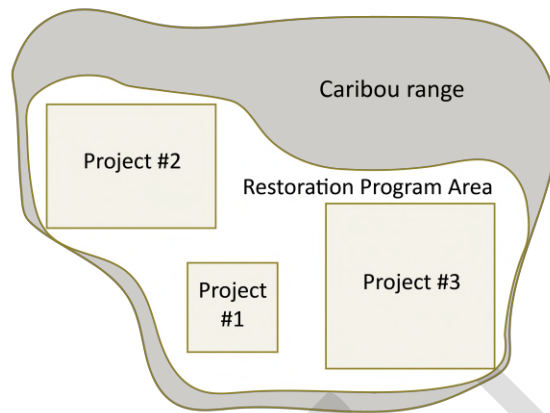 Caribou range
Project #2
Restoration Program Area
Project
#1
Project #3